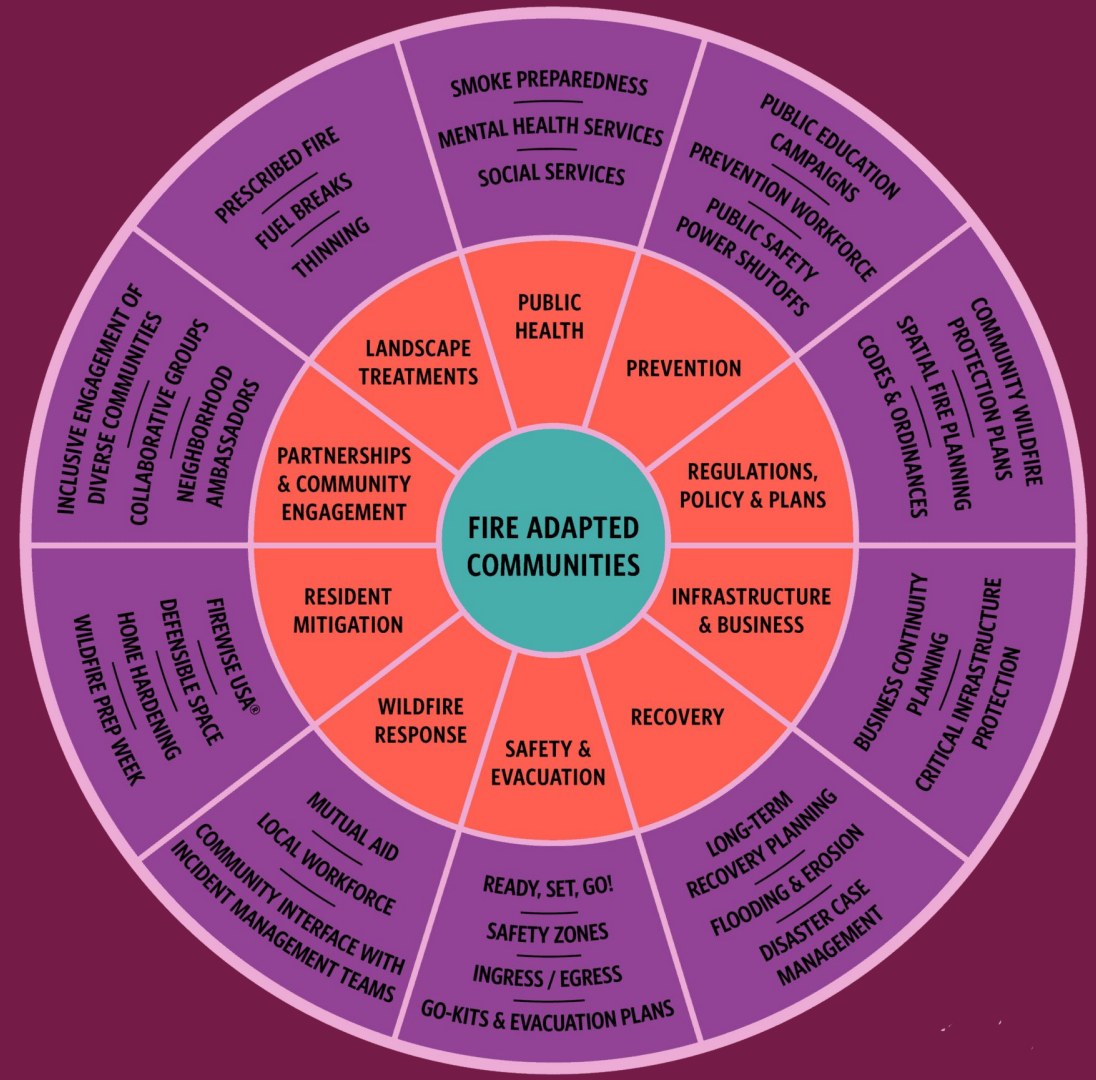 FIRE ADAPTED
COMMUNITIES
PUBLIC
HEALTH
SMOKE PREPAREDNESS
MENTAL HEALTH SERVICES
SOCIAL SERVICES
PREVENTION
PUBLIC EDUCATION
CAMPAIGNS
PREVENTION WORKFORCE
PUBLIC SAFETY
POWER SHUTOFFS
REGULATIONS,
POLICY & PLANS
COMMUNITY WILDFIRE
PROTECTION PLANS
SPATIAL FIRE PLANNING
CODES & ORDINANCES
INFRASTRUCTURE
& BUSINESS
BUSINESS CONTINUITY
PLANNING
CRITICAL INFRASTRUCTURE
PROTECTION
RECOVERY
LONG-TERM
RECOVERY PLANNING
FLOODING & EROSION
DISASTER CASE
MANAGEMENT
SAFETY &
EVACUATION
READY, SET, GO!
SAFETY ZONES
INGRESS / EGRESS
GO-KITS & EVACUATION PLANS
WILDFIRE
RESPONSE
MUTUAL AID
LOCAL WORKFORCE
COMMUNITY INTERFACE WITH
INCIDENT MANAGEMENT TEAMS
RESIDENT
MITIGATION
FIREWISE USA®
DEFENSIBLE SPACE
HOME HARDENING
WILDFIRE PREP WEEK
PARTNERSHIPS
& COMMUNITY
ENGAGEMENT
INCLUSIVE ENGAGEMENT OF
DIVERSE COMMUNITIES
COLLABORATIVE GROUPS
NEIGHBORHOOD
AMBASSADORS
LANDSCAPE
TREATMENTS
PRESCRIBED FIRE
FUEL BREAKS
THINNING